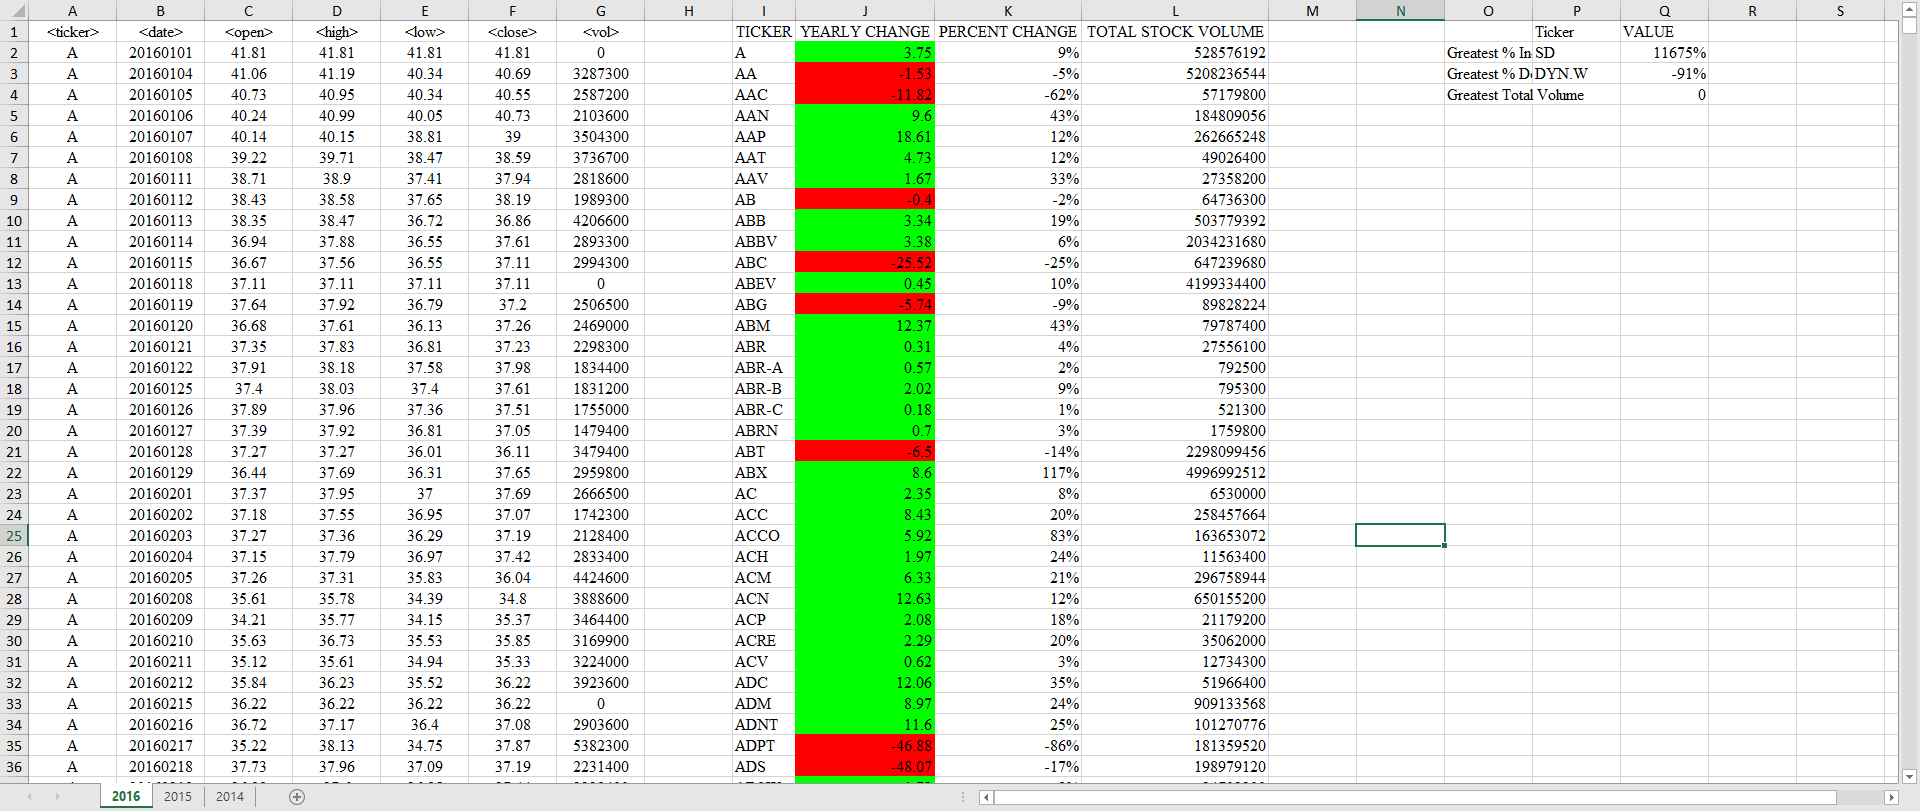 A B C D E F G H I J K L M N O P Q R S
1 <ticker> <date> <open> <high> <low> <close> <vol> TICKER YEARLY CHANGE PERCENT CHANGE TOTAL STOCK VOLUME Ticker VALUE
2 A 20160101 41.81 41.81 41.81 41.81 0 A 3.75 9% 528576192 Greatest % In SD 11675%
3 A 20160104 41.06 41.19 40.34 40.69 3287300 AA -1.53 -5% 5208236544 Greatest % D DYN.W -91%
4 A 20160105 40.73 40.95 40.34 40.55 2587200 AAC -11.82 -62% 57179800 Greatest Total Volume 0
5 A 20160106 40.24 40.99 40.05 40.73 2103600 AAN 9.6 43% 184809056
6 A 20160107 40.14 40.15 38.81 39 3504300 AAP 18.61 12% 262665248
7 A 20160108 39.22 39.71 38.47 38.59 3736700 AAT 4.73 12% 49026400
8 A 20160111 38.71 38.9 37.41 37.94 2818600 AAV 1.67 33% 27358200
9 A 20160112 38.43 38.58 37.65 38.19 1989300 AB -0.4 -2% 64736300
10 A 20160113 38.35 38.47 36.72 36.86 4206600 ABB 3.34 19% 503779392
11 A 20160114 36.94 37.88 36.55 37.61 2893300 ABBV 3.38 6% 2034231680
12 A 20160115 36.67 37.56 36.55 37.11 2994300 ABC -25.52 -25% 647239680
13 A 20160118 37.11 37.11 37.11 37.11 0 ABEV 0.45 10% 4199334400
14 A 20160119 37.64 37.92 36.79 37.2 2506500 ABG -5.74 -9% 89828224
15 A 20160120 36.68 37.61 36.13 37.26 2469000 ABM 12.37 43% 79787400
16 A 20160121 37.35 37.83 36.81 37.23 2298300 ABR 0.31 4% 27556100
17 A 20160122 37.91 38.18 37.58 37.98 1834400 ABR-A 0.57 2% 792500
18 A 20160125 37.4 38.03 37.4 37.61 1831200 ABR-B 2.02 9% 795300
19 A 20160126 37.89 37.96 37.36 37.51 1755000 ABR-C 0.18 1% 521300
20 A 20160127 37.39 37.92 36.81 37.05 1479400 ABRN 0.7 3% 1759800
21 A 20160128 37.27 37.27 36.01 36.11 3479400 ABT -6.5 -14% 2298099456
22 A 20160129 36.44 37.69 36.31 37.65 2959800 ABX 8.6 117% 4996992512
23 A 20160201 37.37 37.95 37 37.69 2666500 AC 2.35 8% 6530000
24 A 20160202 37.18 37.55 36.95 37.07 1742300 ACC 8.43 20% 258457664
25 A 20160203 37.27 37.36 36.29 37.19 2128400 ACCO 5.92 83% 163653072
26 A 20160204 37.15 37.79 36.97 37.42 2833400 ACH 1.97 24% 11563400
27 A 20160205 37.26 37.31 35.83 36.04 4424600 ACM 6.33 21% 296758944
28 A 20160208 35.61 35.78 34.39 34.8 3888600 ACN 12.63 12% 650155200
29 A 20160209 34.21 35.77 34.15 35.37 3464400 ACP 2.08 18% 21179200
30 A 20160210 35.63 36.73 35.53 35.85 3169900 ACRE 2.29 20% 35062000
31 A 20160211 35.12 35.61 34.94 35.33 3224000 ACV 0.62 3% 12734300
32 A 20160212 35.84 36.23 35.52 36.22 3923600 ADC 12.06 35% 51966400
33 A 20160215 36.22 36.22 36.22 36.22 0 ADM 8.97 24% 909133568
34 A 20160216 36.72 37.17 36.4 37.08 2903600 ADNT 11.6 25% 101270776
35 A 20160217 35.22 38.13 34.75 37.87 5382300 ADPT -46.88 -86% 181359520
36 A 20160218 37.73 37.96 37.09 37.19 2231400 ADS -48.07 -17% 198979120
2016 2015 2014